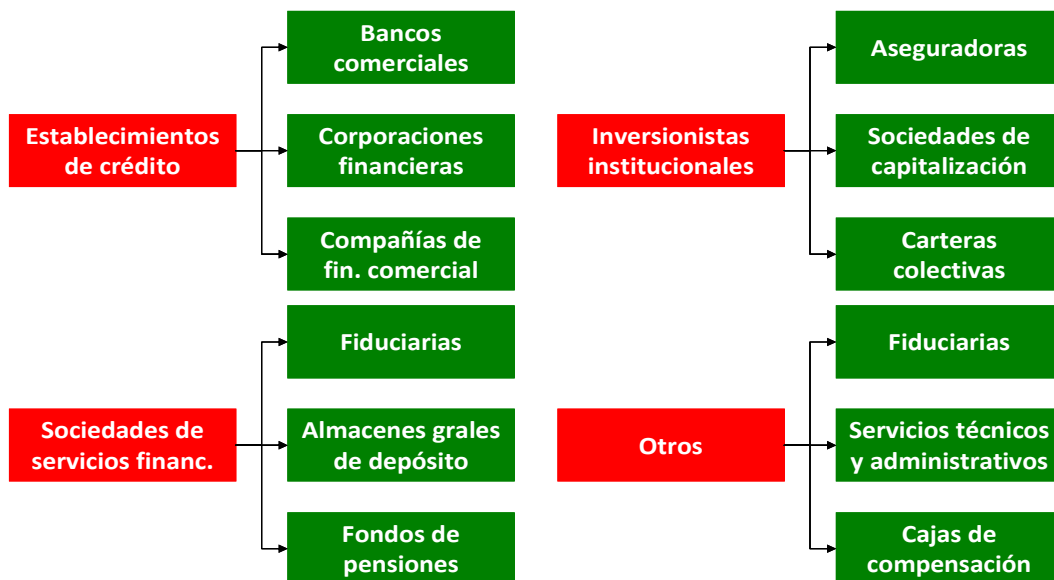 Establecimientos
de crédito
Bancos
comerciales
Corporaciones
financieras
Compañías de
fin. comercial
Inversionistas
institucionales
Aseguradoras
Sociedades de
capitalización
Carteras
colectivas
Sociedades de
servicios financ.
Fiduciarias
Almacenes grales
de depósito
Fondos de
pensiones
Otros
Fiduciarias
Servicios técnicos
y administrativos
Cajas de
compensación